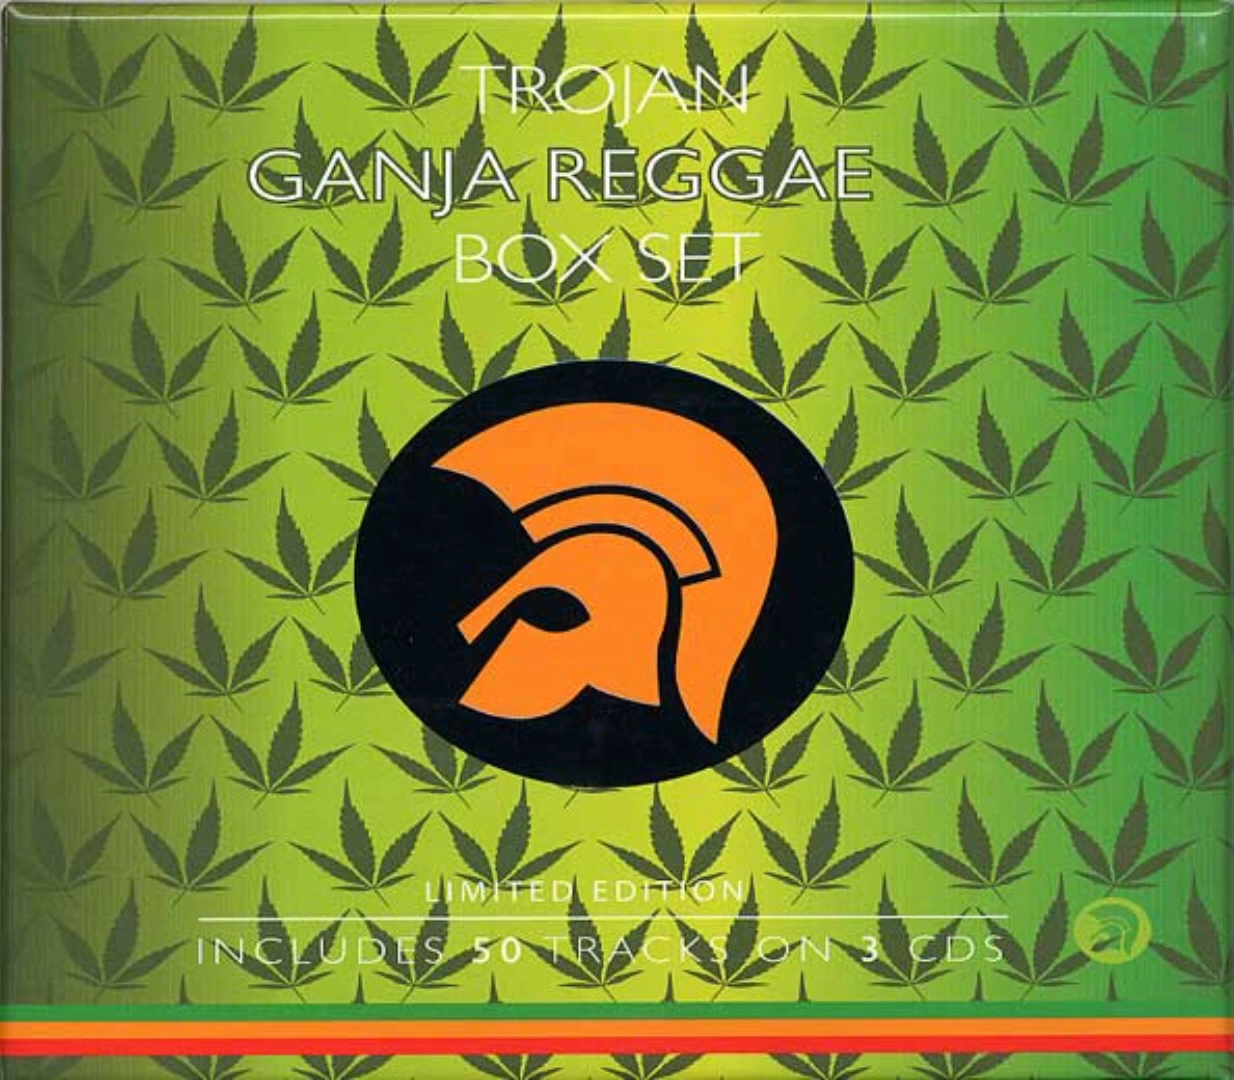 TROJAN
GANJA REGGAE
BOX SET
LIMITED EDITION
INCLUDES 50 TRACKS ON 3 CDS